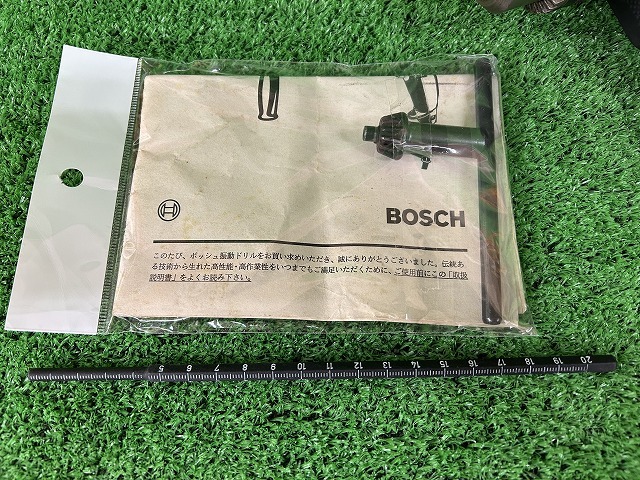 BOSCH
このたび、ボッシュ振動ドリルをお買い求めいただき、誠にありがとうございました。伝統あ
る技術から生れた高性能・高作業性をいつまでもご満足いただくために、ご使用前にこの「取扱
説明書」をよくお読み下さい。
5 6 7 8 9 10 11 12 13 14 15 16 17 18 19 20